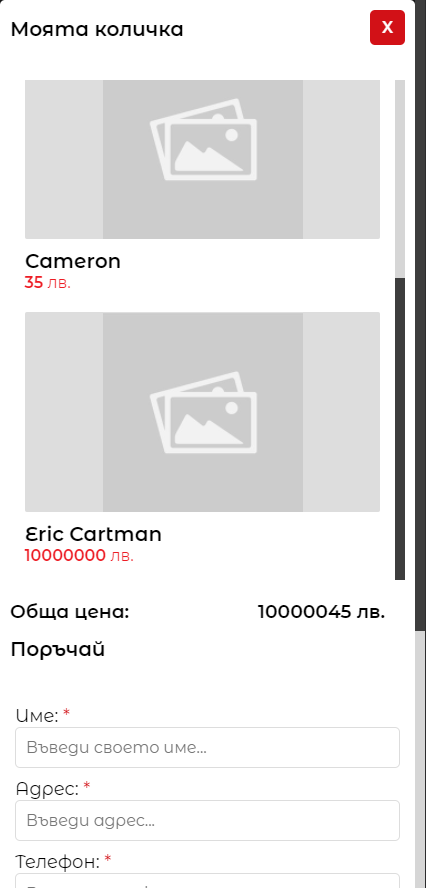 Моята количка
X
Cameron
35 лв.
Eric Cartman
10000000 лв.
Обща цена: 10000045 лв.
Поръчай
Име: *
Въведи своето име...
Адрес: *
Въведи адрес...
Телефон: *